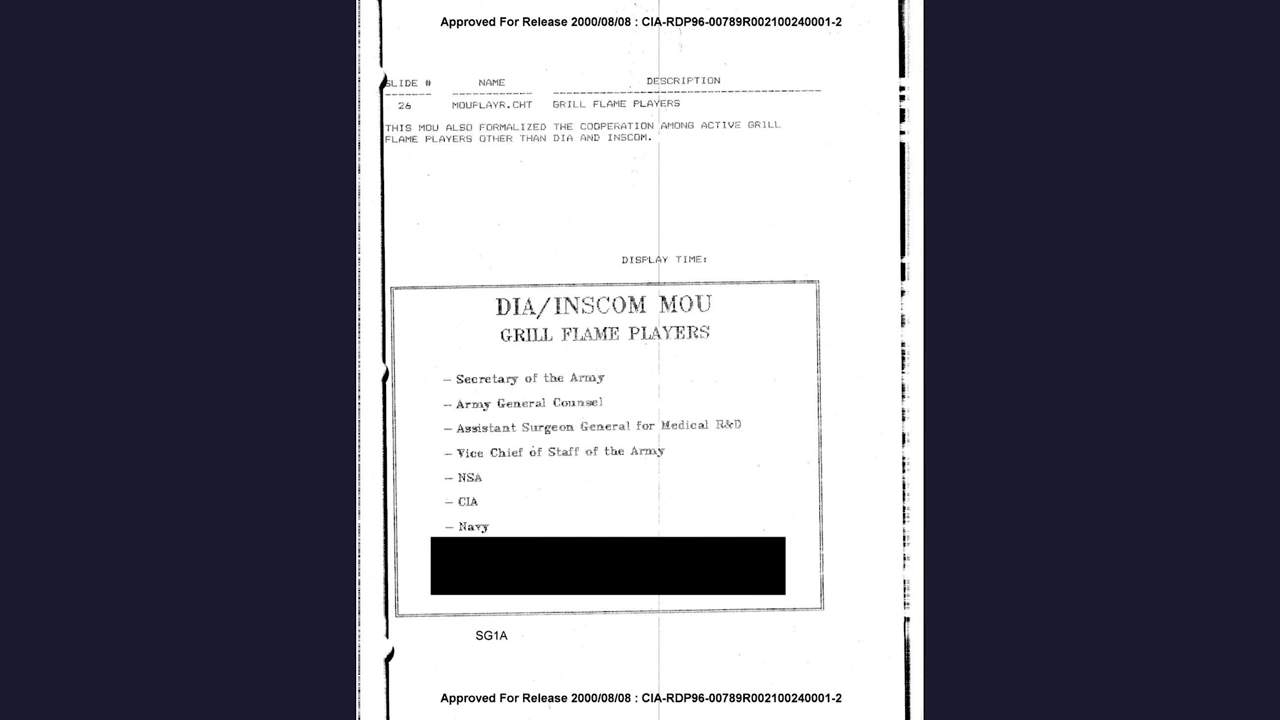 Approved For Release 2000/08/08 : CIA-RDP96-00789R002100240001-2
SLIDE # NAME DESCRIPTION
26 MOUPLAYR.CHT GRILL FLAME PLAYERS
THIS MOU ALSO FORMALIZED THE COOPERATION AMONG ACTIVE GRILL
FLAME PLAYERS OTHER THAN DIA AND INSCOM.
DISPLAY TIME:
DIA/INSCOM MOU
GRILL FLAME PLAYERS
– Secretary of the Army
– Army General Counsel
– Assistant Surgeon General for Medical R&D
– Vice Chief of Staff of the Army
– NSA
– CIA
– Navy
SG1A
Approved For Release 2000/08/08 : CIA-RDP96-00789R002100240001-2